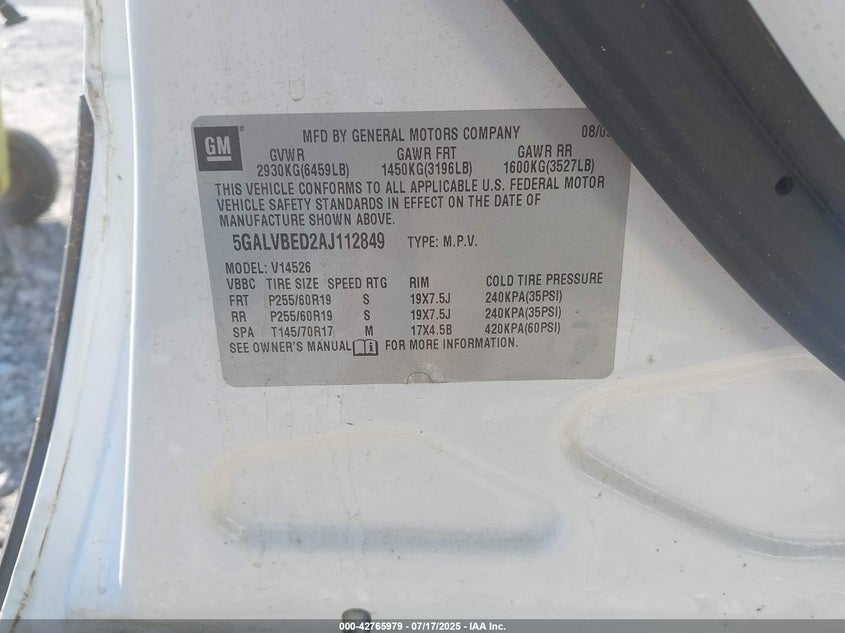 GM ®
MFD BY GENERAL MOTORS COMPANY 08/09
GVWR GAWR FRT GAWR RR
2930KG(6459LB) 1450KG(3196LB) 1600KG(3527LB)
THIS VEHICLE CONFORMS TO ALL APPLICABLE U.S. FEDERAL MOTOR
VEHICLE SAFETY STANDARDS IN EFFECT ON THE DATE OF
MANUFACTURE SHOWN ABOVE.
5GALVBED2AJ112849 TYPE: M.P.V.
MODEL: V14526
VBBC TIRE SIZE SPEED RTG RIM COLD TIRE PRESSURE
FRT P255/60R19 S 19X7.5J 240KPA(35PSI)
RR P255/60R19 S 19X7.5J 240KPA(35PSI)
SPA T145/70R17 M 17X4.5B 420KPA(60PSI)
SEE OWNER'S MANUAL FOR MORE INFORMATION.
000-42765979 - 07/17/2025 - IAA Inc.